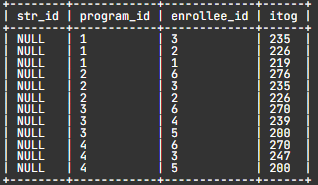 +--------+------------+-------------+------+
| str_id | program_id | enrollee_id | itog |
+--------+------------+-------------+------+
| NULL | 1 | 3 | 235 |
| NULL | 1 | 2 | 226 |
| NULL | 1 | 1 | 219 |
| NULL | 2 | 6 | 276 |
| NULL | 2 | 3 | 235 |
| NULL | 2 | 2 | 226 |
| NULL | 3 | 6 | 270 |
| NULL | 3 | 4 | 239 |
| NULL | 3 | 5 | 200 |
| NULL | 4 | 6 | 270 |
| NULL | 4 | 3 | 247 |
| NULL | 4 | 5 | 200 |
+--------+------------+-------------+------+